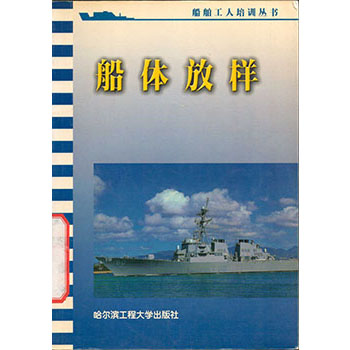 船舶工人培训丛书
船体放样
哈尔滨工程大学出版社